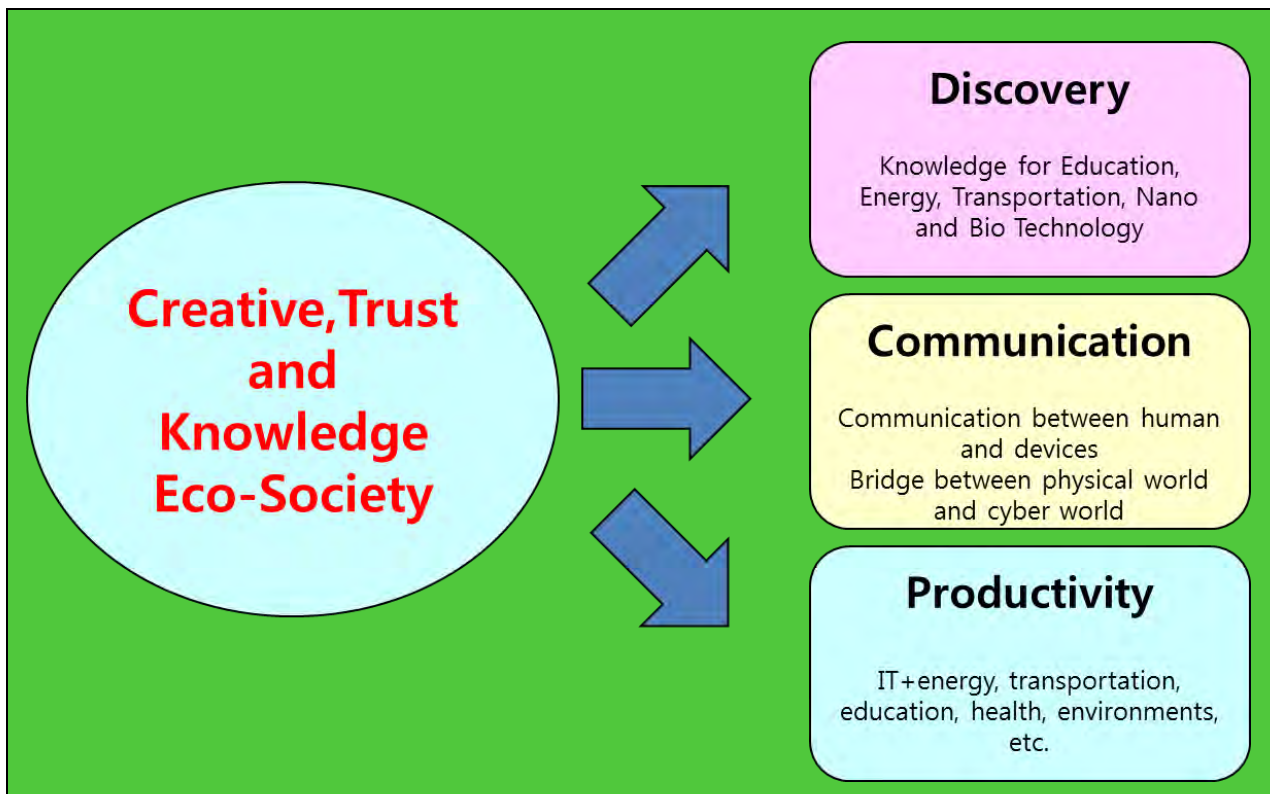 Creative,Trust
and
Knowledge
Eco-Society
Discovery
Knowledge for Education,
Energy, Transportation, Nano
and Bio Technology
Communication
Communication between human
and devices
Bridge between physical world
and cyber world
Productivity
IT+energy, transportation,
education, health, environments,
etc.